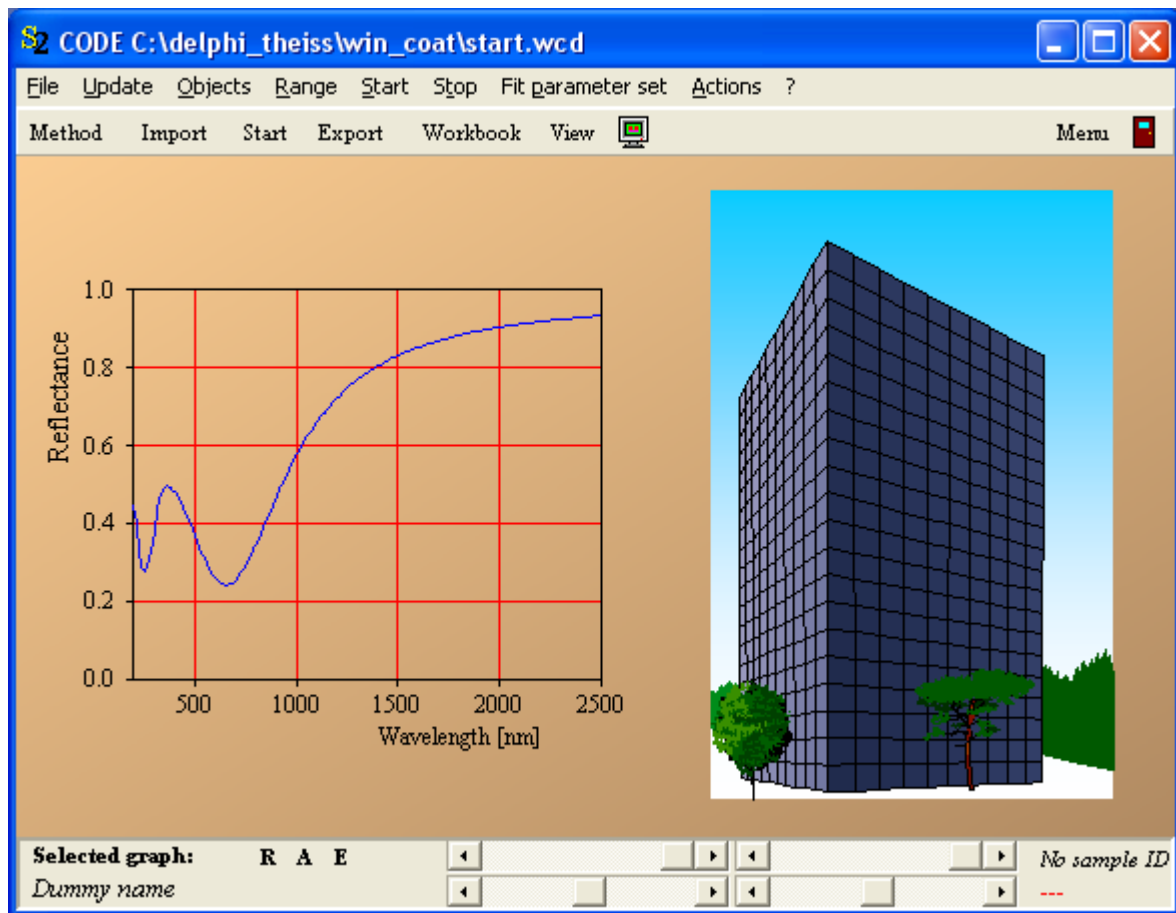 S2 CODE C:\delphi_theiss\win_coat\start.wcd
File Update Objects Range Start Stop Fit parameter set Actions ?
Method Import Start Export Workbook View Menu
1.0
0.8
0.6
0.4
0.2
0.0
Reflectance
500 1000 1500 2000 2500
Wavelength [nm]
Selected graph: R A E No sample ID
Dummy name ---